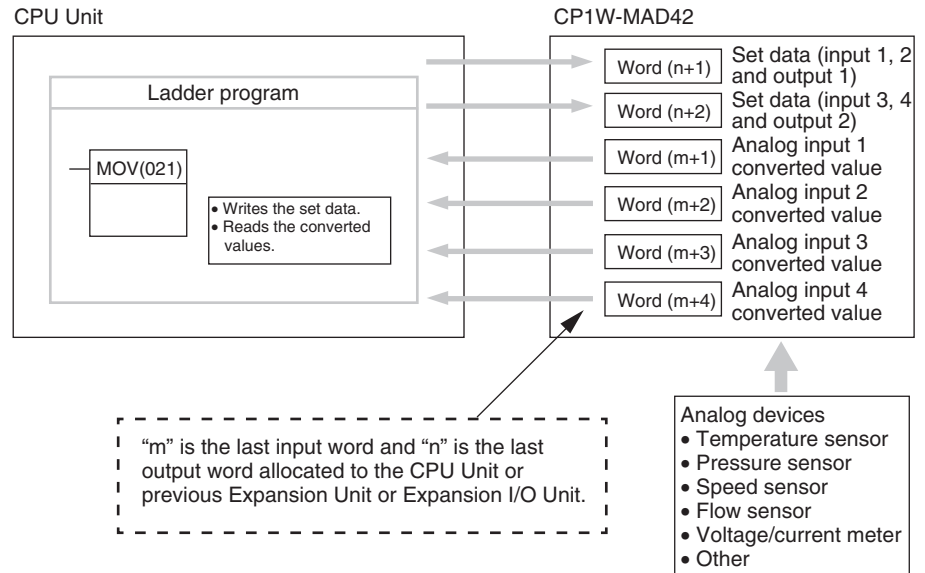 CPU Unit
CP1W-MAD42
Ladder program
MOV(021)
• Writes the set data.
• Reads the converted
values.
Word (n+1)
Set data (input 1, 2
and output 1)
Word (n+2)
Set data (input 3, 4
and output 2)
Word (m+1)
Analog input 1
converted value
Word (m+2)
Analog input 2
converted value
Word (m+3)
Analog input 3
converted value
Word (m+4)
Analog input 4
converted value
“m” is the last input word and “n” is the last
output word allocated to the CPU Unit or
previous Expansion Unit or Expansion I/O Unit.
Analog devices
• Temperature sensor
• Pressure sensor
• Speed sensor
• Flow sensor
• Voltage/current meter
• Other